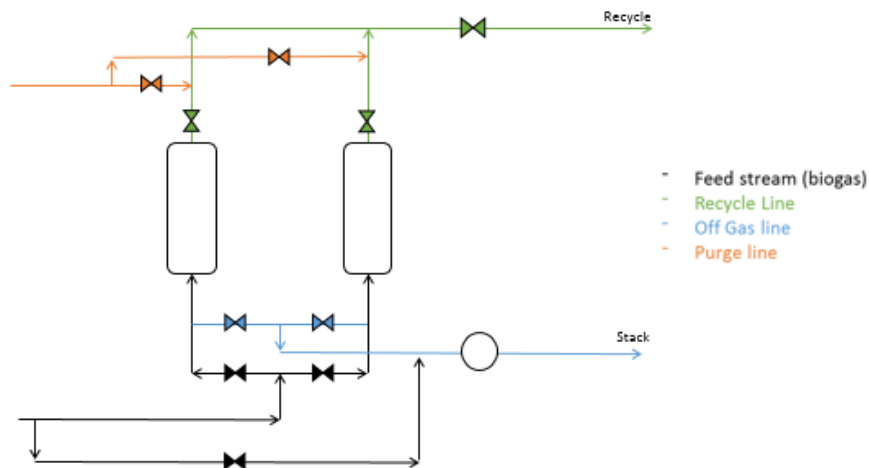 Recycle
- Feed stream (biogas)
- Recycle Line
- Off Gas line
- Purge line
Stack